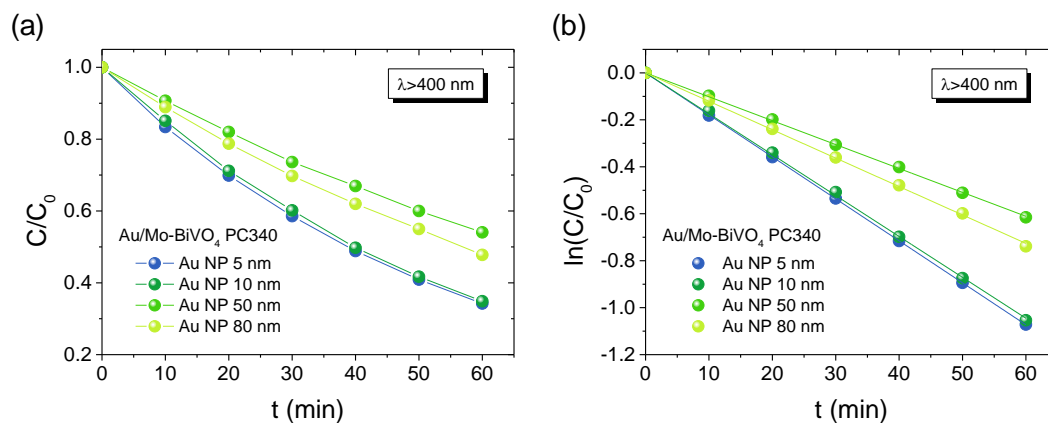 (a)
C/C0
1.0
0.8
0.6
0.4
0.2
λ>400 nm
Au/Mo-BiVO4 PC340
Au NP 5 nm
Au NP 10 nm
Au NP 50 nm
Au NP 80 nm
0 10 20 30 40 50 60
t (min)
(b)
ln(C/C0)
0.0
-0.2
-0.4
-0.6
-0.8
-1.0
-1.2
λ>400 nm
Au/Mo-BiVO4 PC340
Au NP 5 nm
Au NP 10 nm
Au NP 50 nm
Au NP 80 nm
0 10 20 30 40 50 60
t (min)